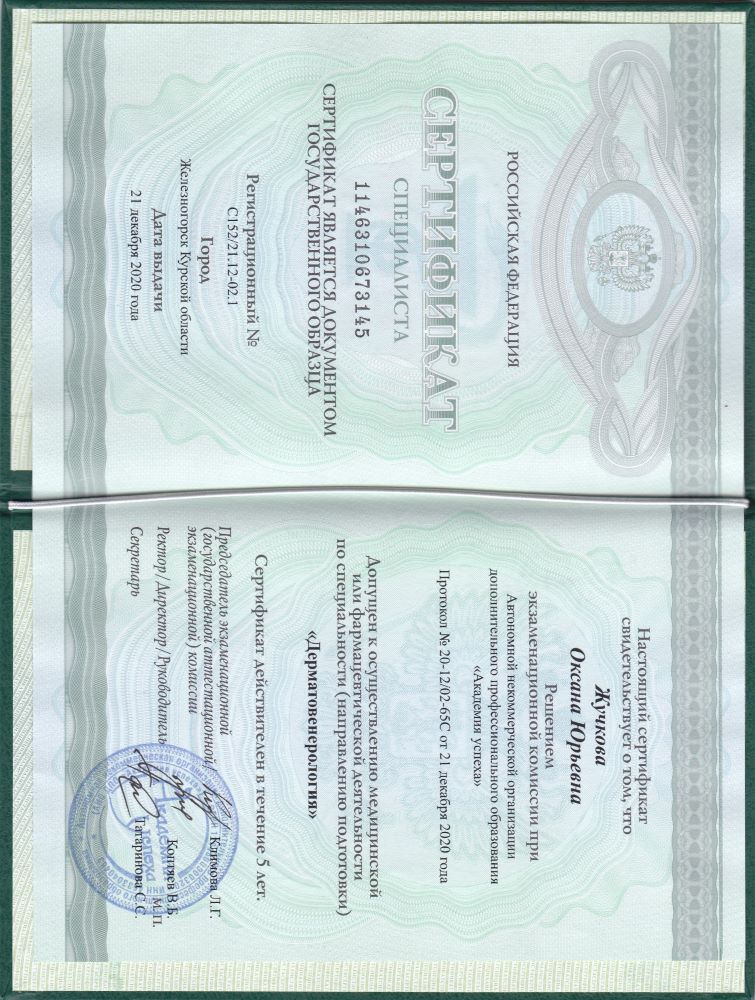 РОССИЙСКАЯ ФЕДЕРАЦИЯ
СЕРТИФИКАТ
СПЕЦИАЛИСТА
1146310673145
СЕРТИФИКАТ ЯВЛЯЕТСЯ ДОКУМЕНТОМ
ГОСУДАРСТВЕННОГО ОБРАЗЦА
Регистрационный №
С152/21.12-02.1
Город
Железногорск Курской области
Дата выдачи
21 декабря 2020 года
Настоящий сертификат
свидетельствует о том, что
Жучкова
Оксана Юрьевна
Решением
экзаменационной комиссии при
Автономной некоммерческой организации
дополнительного профессионального образования
«Академия успеха»
Протокол № 20-12/02-65С от 21 декабря 2020 года
Допущен к осуществлению медицинской
или фармацевтической деятельности
по специальности (направлению подготовки)
«Дерматовенерология»
Сертификат действителен в течение 5 лет.
Председатель экзаменационной
(государственной аттестационной/
экзаменационной) комиссии
Климова Л.Г.
Ректор/Директор/Руководитель
Коптяев В.Б.
М. П.
Секретарь
Татаринова С.С.
Академия
Успеха